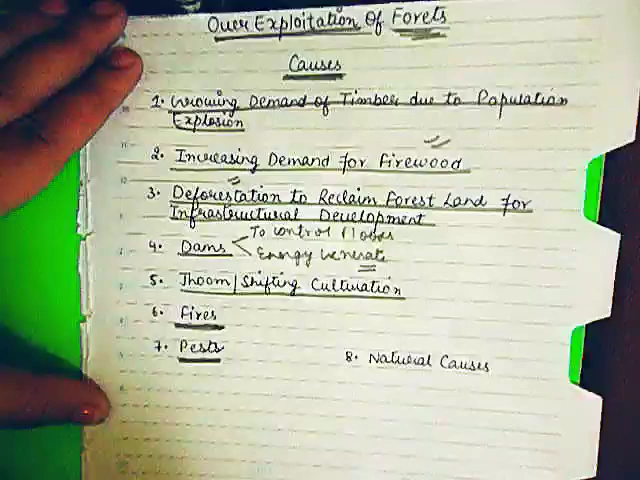 Over Exploitation Of Forets
Causes
1. Growing Demand of Timber due to Population
Explosion
2. Increasing Demand for Firewood
3. Deforestation to Reclaim Forest Land for
Infrastructural Development
4. Dams < To control floods
Energy Generate
5. Jhoom/Shifting Cultivation
6. Fires
7. Pests
8. Natural Causes